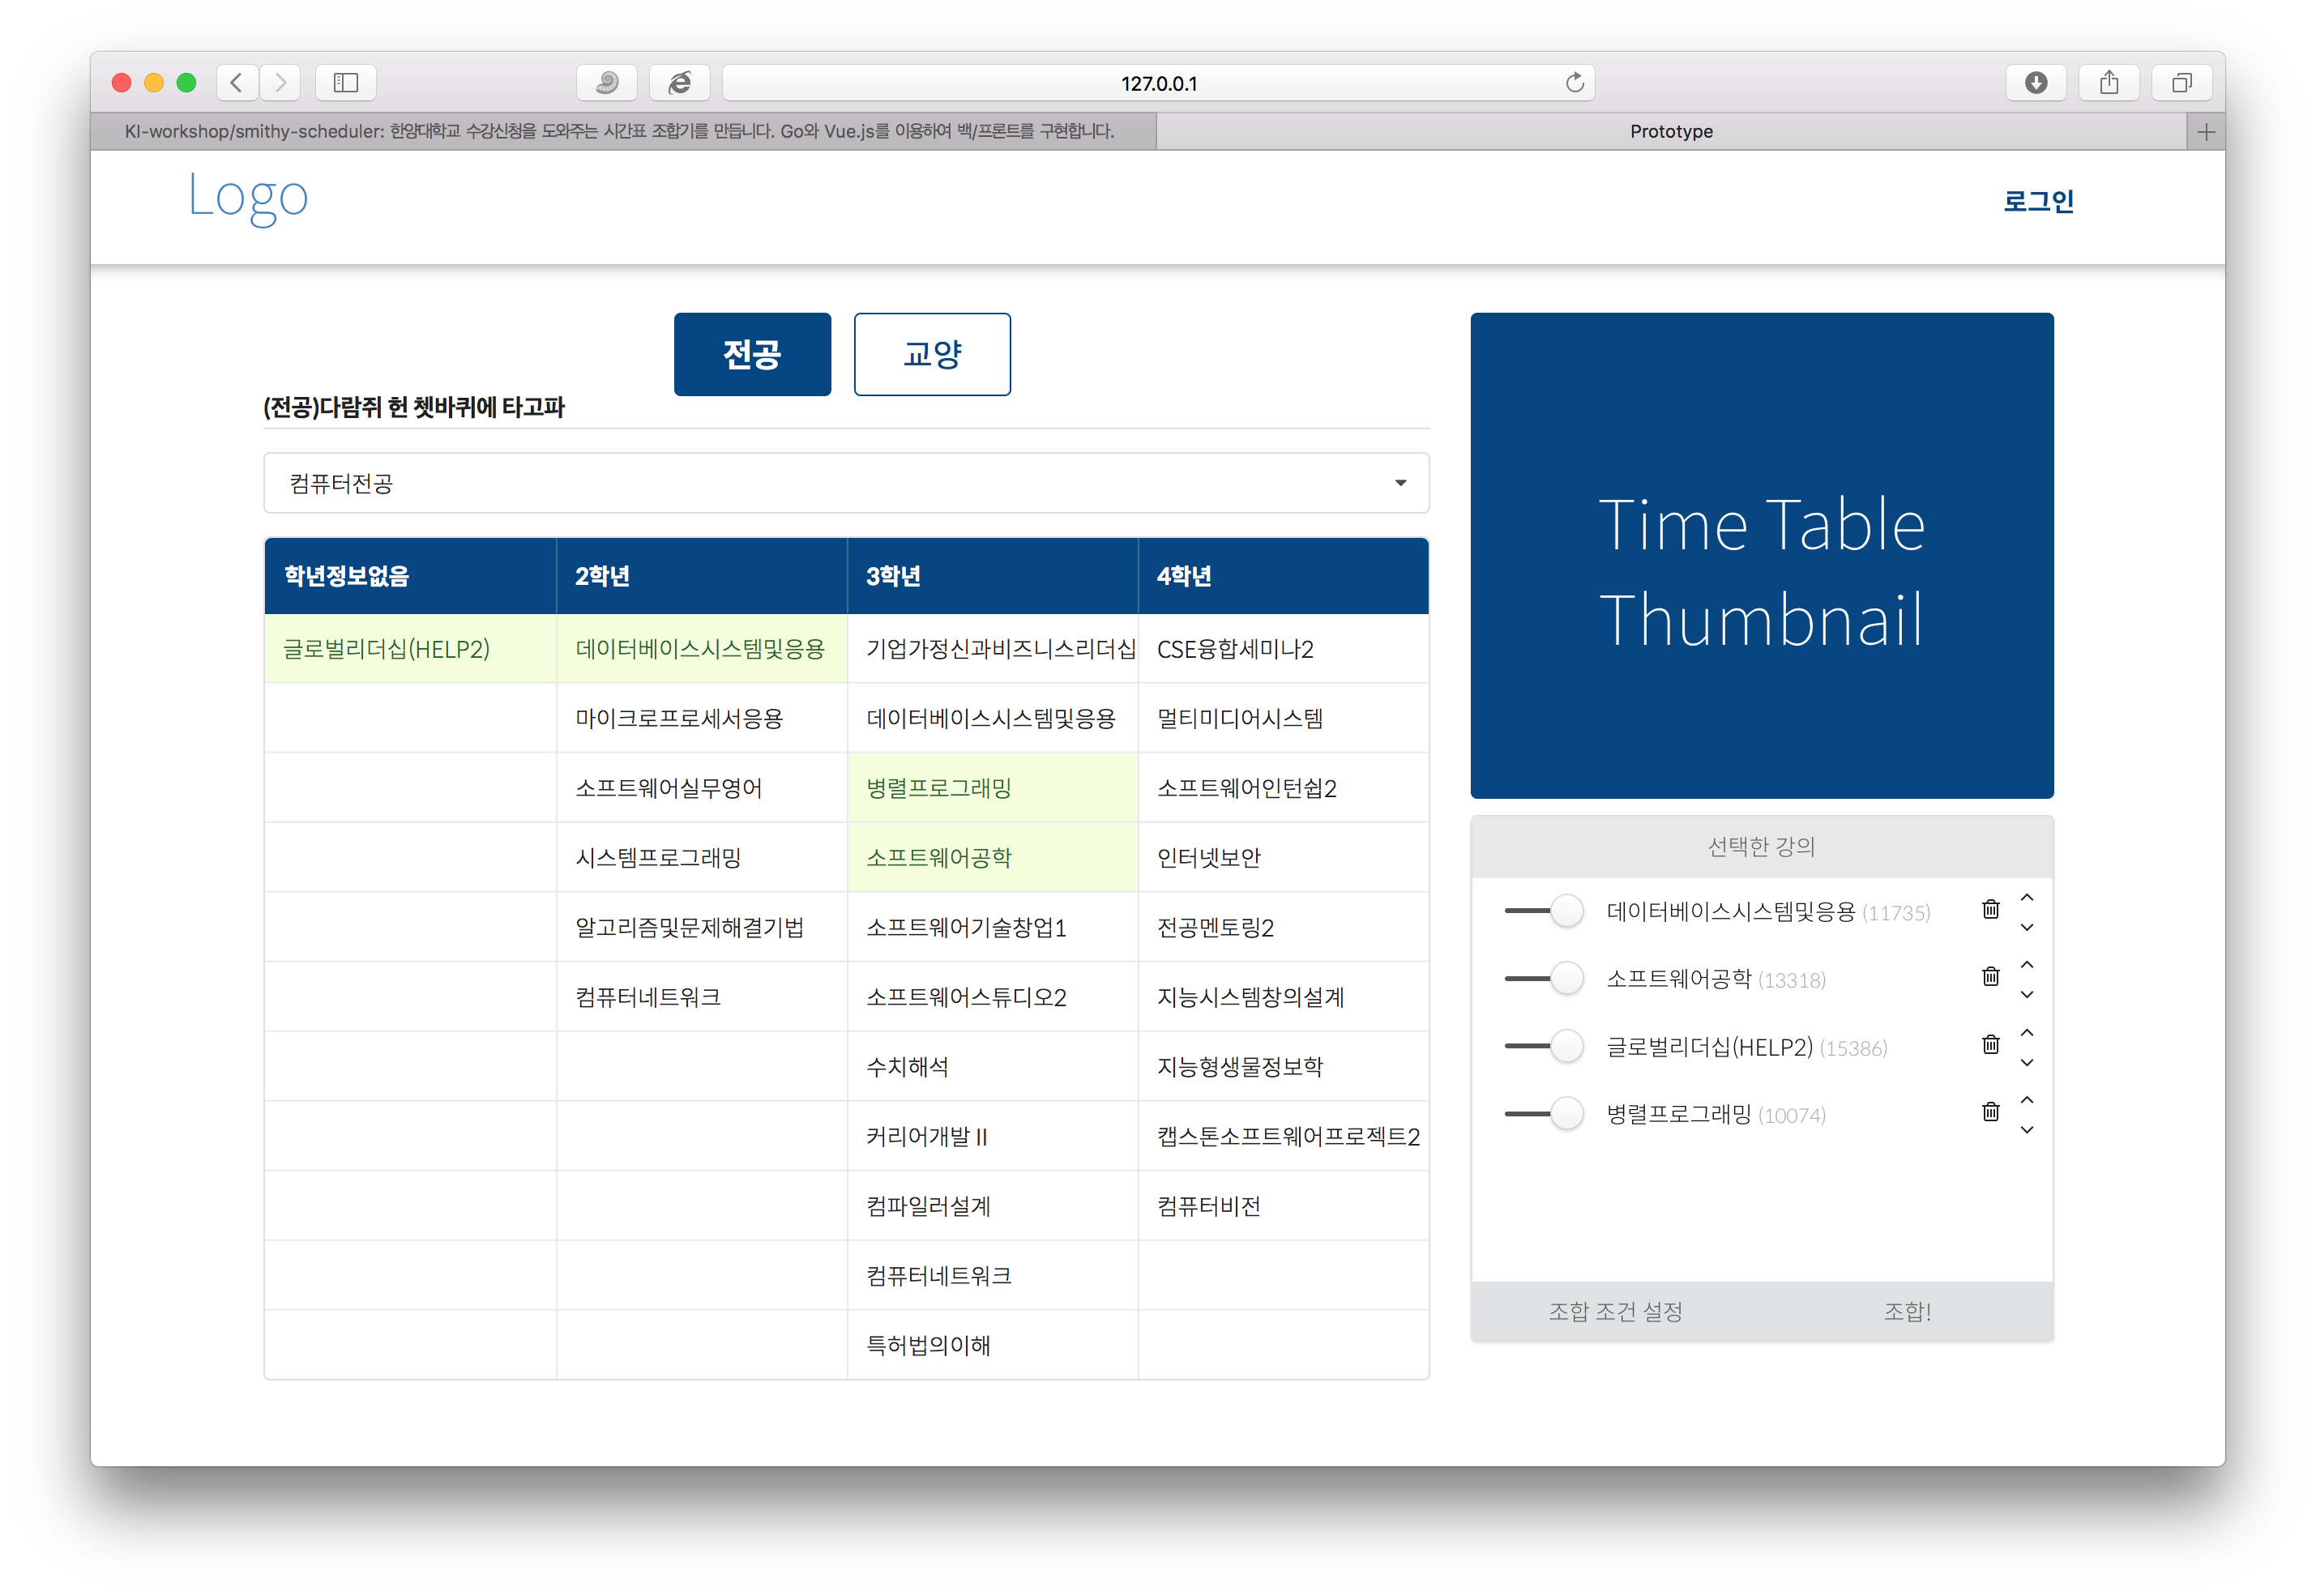 127.0.0.1
KI-workshop/smithy-scheduler: 한양대학교 수강신청을 도와주는 시간표 조합기를 만듭니다. Go와 Vue.js를 이용하여 백/프론트를 구현합니다.
Prototype
Logo
로그인
전공
교양
(전공)다람쥐 헌 쳇바퀴에 타고파
컴퓨터전공
학년정보없음 2학년 3학년 4학년
글로벌리더십(HELP2) 데이터베이스시스템및응용 기업가정신과비즈니스리더십 CSE융합세미나2
마이크로프로세서응용 데이터베이스시스템및응용 멀티미디어시스템
소프트웨어실무영어 병렬프로그래밍 소프트웨어인턴쉽2
시스템프로그래밍 소프트웨어공학 인터넷보안
알고리즘및문제해결기법 소프트웨어기술창업1 전공멘토링2
컴퓨터네트워크 소프트웨어스튜디오2 지능시스템창의설계
수치해석 지능형생물정보학
커리어개발 II 캡스톤소프트웨어프로젝트2
컴파일러설계 컴퓨터비전
컴퓨터네트워크
특허법의이해
Time Table
Thumbnail
선택한 강의
데이터베이스시스템및응용 (11735)
소프트웨어공학 (13318)
글로벌리더십(HELP2) (15386)
병렬프로그래밍 (10074)
조합 조건 설정 조합!